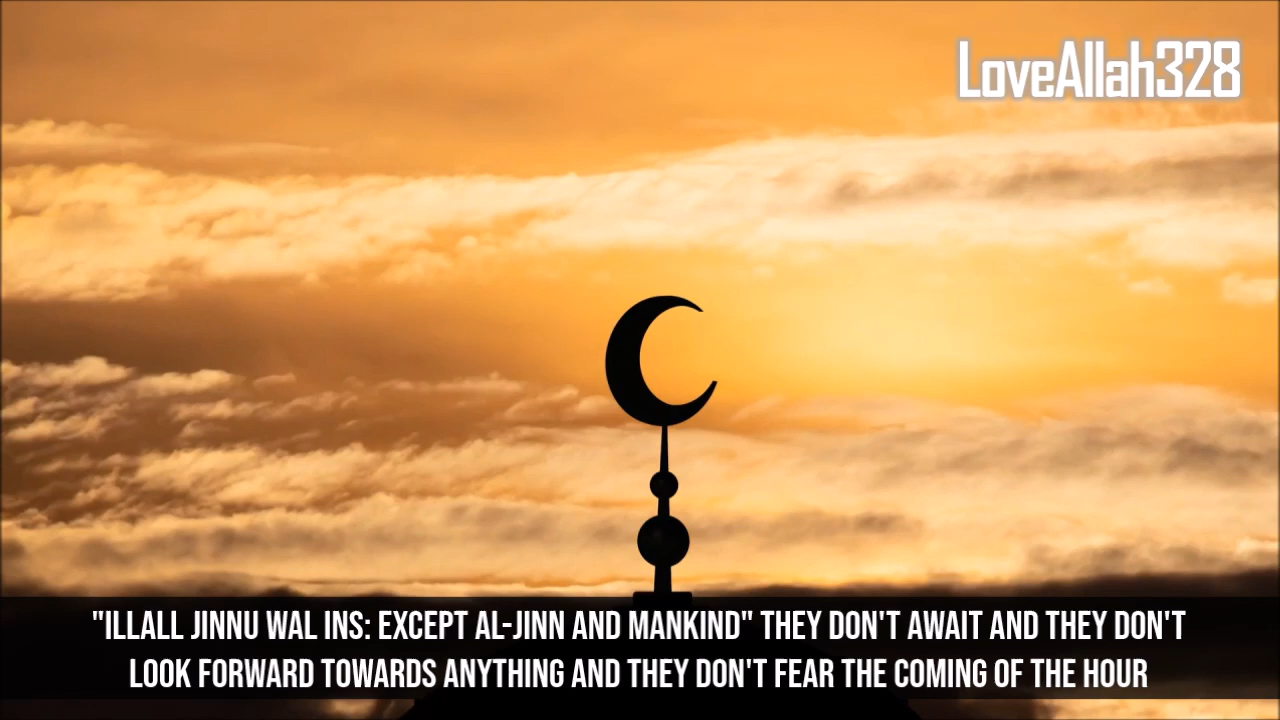 LoveAllah328
"ILLALL JINNU WAL INS: EXCEPT AL-JINN AND MANKIND" THEY DON'T AWAIT AND THEY DON'T
LOOK FORWARD TOWARDS ANYTHING AND THEY DON'T FEAR THE COMING OF THE HOUR